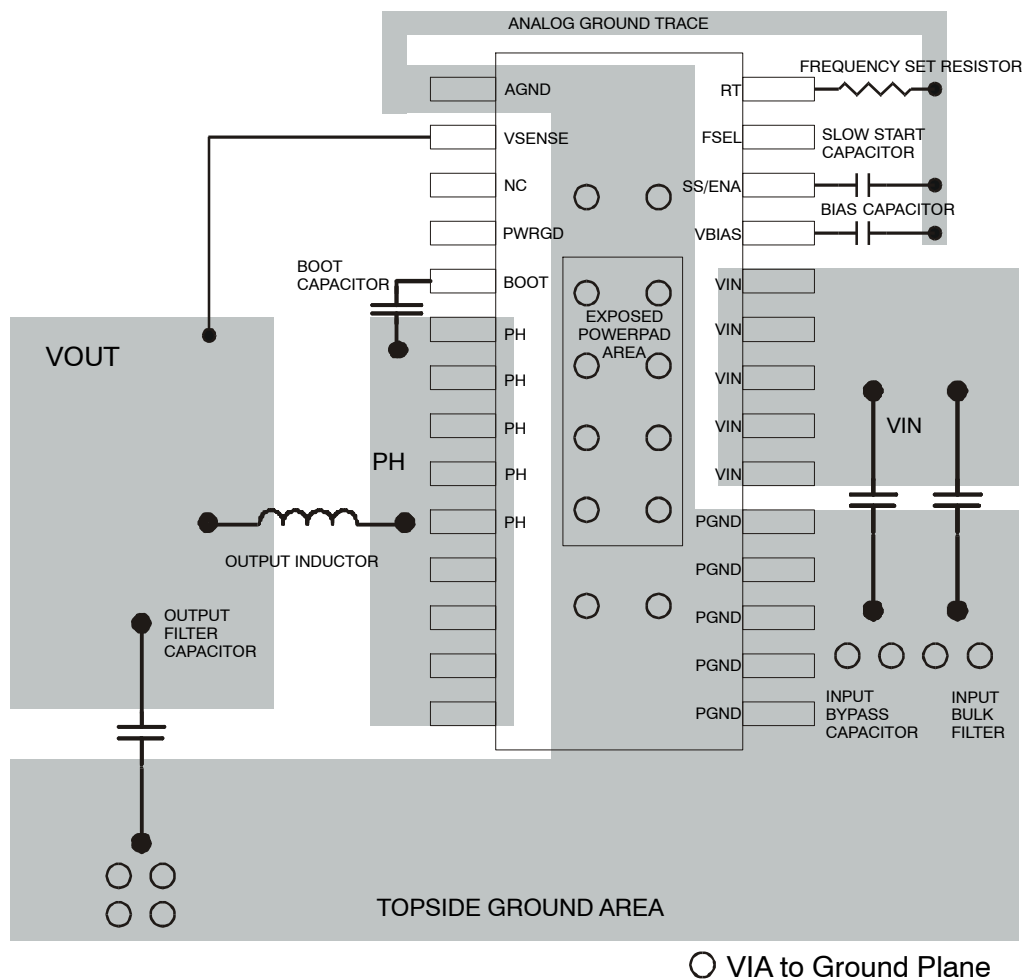 ANALOG GROUND TRACE
FREQUENCY SET RESISTOR
AGND
RT
VSENSE
FSEL
SLOW START
CAPACITOR
NC
SS/ENA
BIAS CAPACITOR
PWRGD
VBIAS
BOOT
CAPACITOR
BOOT
VIN
EXPOSED
POWERPAD
AREA
PH
VIN
VOUT
PH
VIN
PH
VIN
VIN
PH
PH
VIN
PH
PGND
OUTPUT INDUCTOR
PGND
OUTPUT
FILTER
CAPACITOR
PGND
PGND
PGND
INPUT
BYPASS
CAPACITOR
INPUT
BULK
FILTER
TOPSIDE GROUND AREA
VIA to Ground Plane